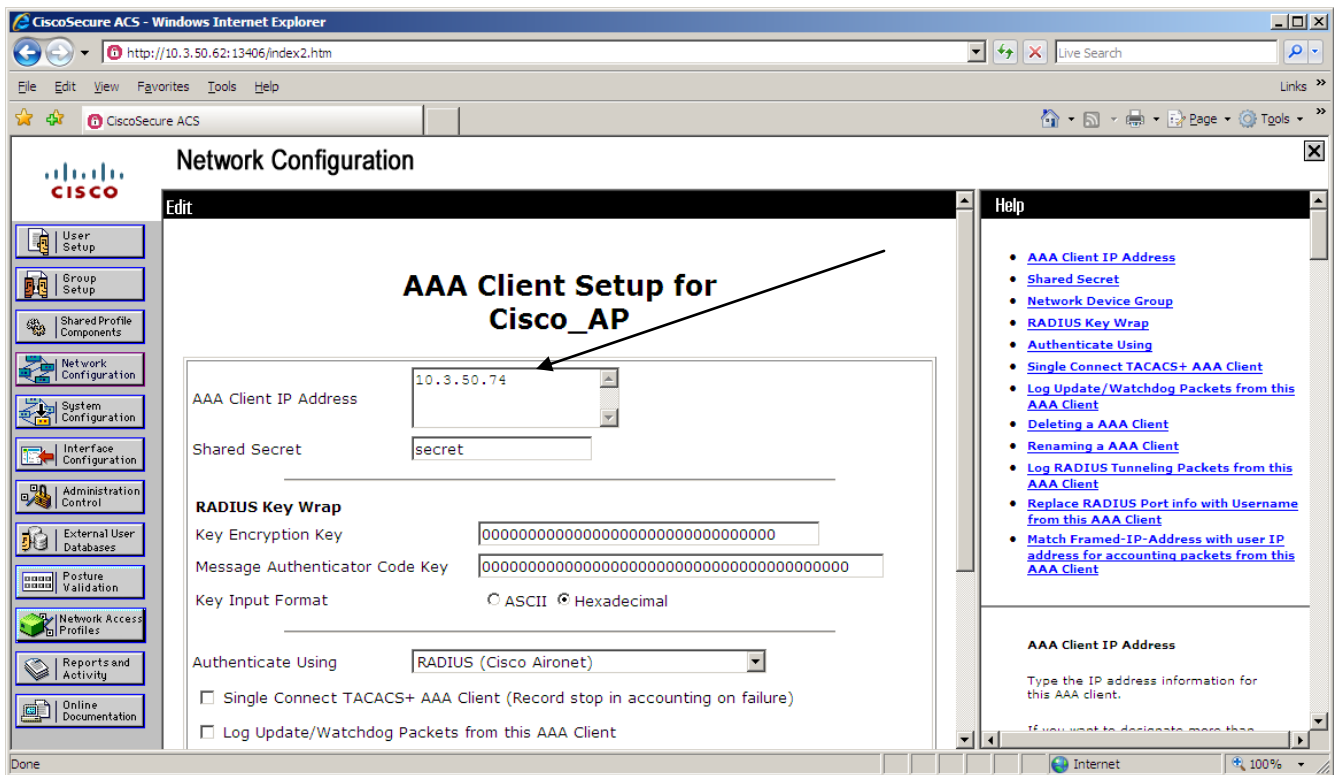 CiscoSecure ACS - Windows Internet Explorer
http://10.3.50.62:13406/index2.htm
Live Search
File Edit View Favorites Tools Help
Links »
CiscoSecure ACS
Page Tools »
CISCO
Network Configuration
User Setup
Group Setup
Shared Profile Components
Network Configuration
System Configuration
Interface Configuration
Administration Control
External User Databases
Posture Validation
Network Access Profiles
Reports and Activity
Online Documentation
Edit
AAA Client Setup for
Cisco_AP
AAA Client IP Address 10.3.50.74
Shared Secret secret
RADIUS Key Wrap
Key Encryption Key
Message Authenticator Code Key
Key Input Format ASCII Hexadecimal
Authenticate Using RADIUS (Cisco Aironet)
Single Connect TACACS+ AAA Client (Record stop in accounting on failure)
Log Update/Watchdog Packets from this AAA Client
Help
AAA Client IP Address
Shared Secret
Network Device Group
RADIUS Key Wrap
Authenticate Using
Single Connect TACACS+ AAA Client
Log Update/Watchdog Packets from this
AAA Client
Deleting a AAA Client
Renaming a AAA Client
Log RADIUS Tunneling Packets from this
AAA Client
Replace RADIUS Port info with Username
from this AAA Client
Match Framed-IP-Address with user IP
address for accounting packets from this
AAA Client
AAA Client IP Address
Type the IP address information for
this AAA client.
If you want to designate more than
Done
Internet
100%